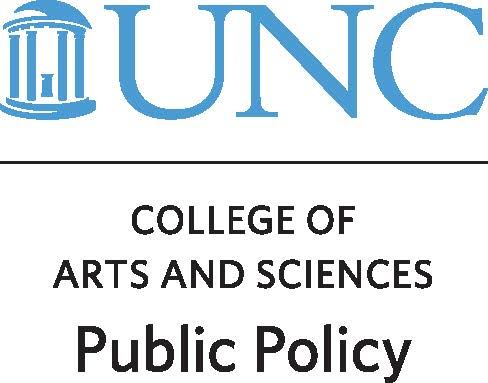 UNC
COLLEGE OF
ARTS AND SCIENCES
Public Policy